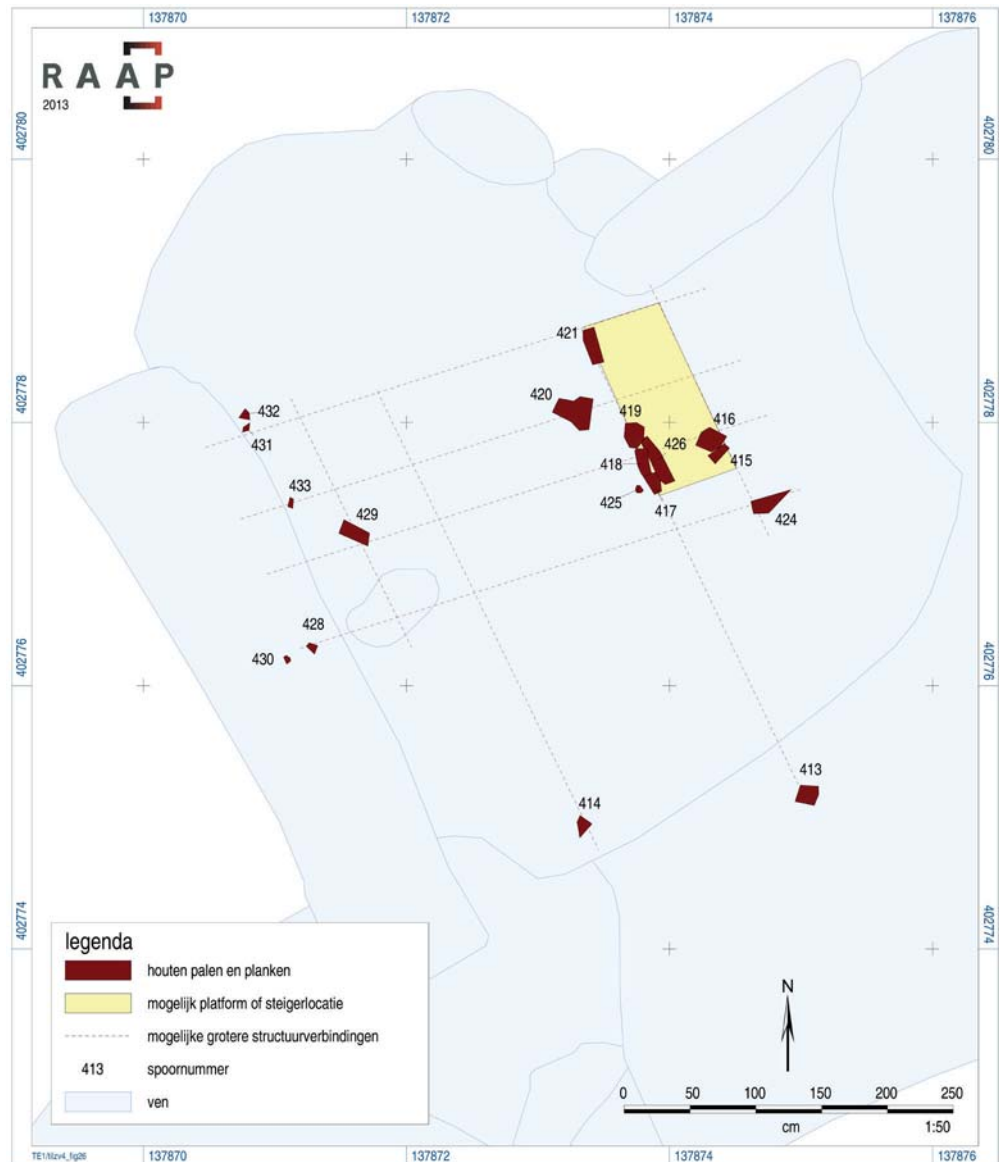 137870 137872 137874 137876
RAAP
2013
402780 402780
421
402778 420 419 416 402778
432
431 418 426 415
433 425 417 424
429
428
402776 430 402776
413
414
402774 402774
legenda
houten palen en planken
mogelijk platform of steigerlocatie
mogelijke grotere structuurverbindingen
413 spoornummer
ven
N
0 50 100 150 200 250
cm 1:50
TE1/tilzv4_fig26 137870 137872 137874 137876